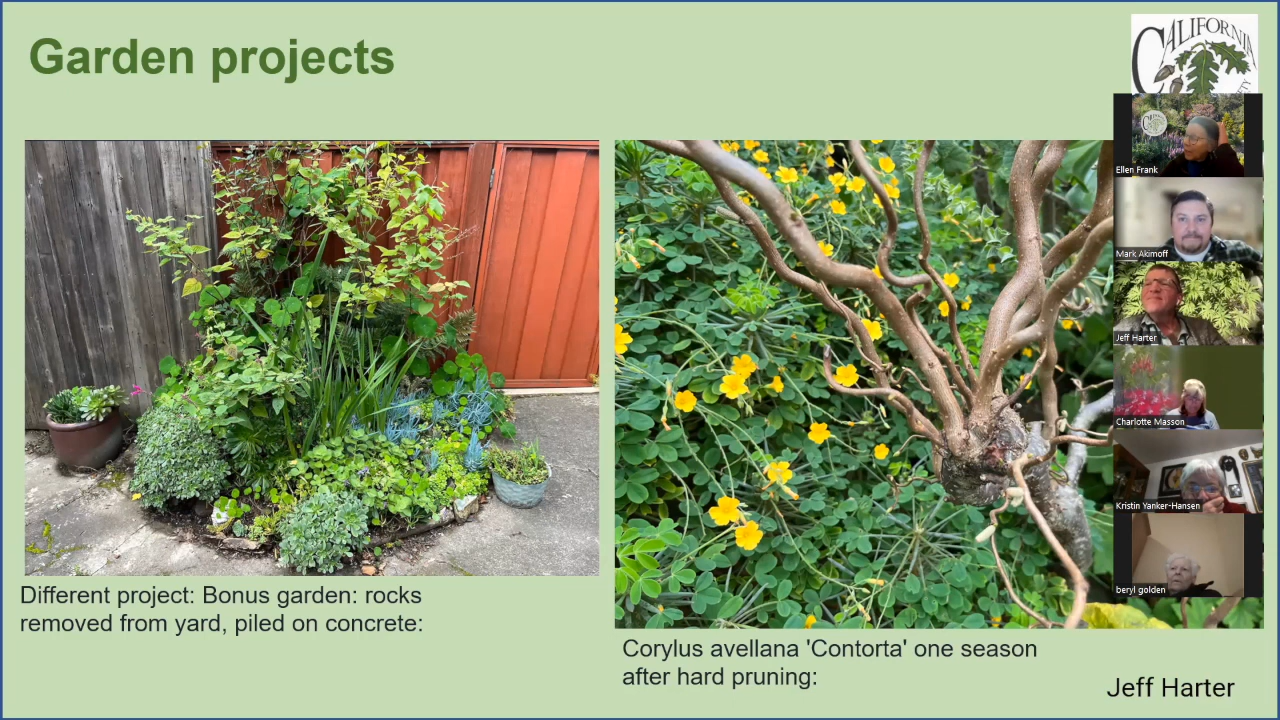 Garden projects
CALIFORNIA
Ellen Frank
Mark Akimoff
Jeff Harter
Charlotte Masson
Kristin Yanker-Hansen
beryl golden
Different project: Bonus garden: rocks
removed from yard, piled on concrete:
Corylus avellana 'Contorta' one season
after hard pruning:
Jeff Harter